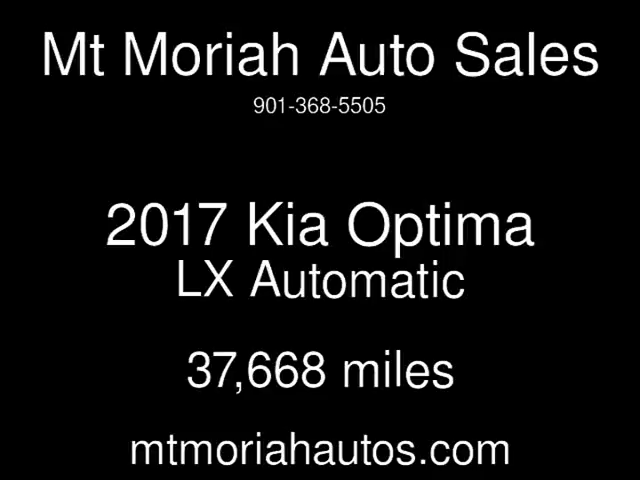 Mt Moriah Auto Sales
901-368-5505
2017 Kia Optima
LX Automatic
37,668 miles
mtmoriahautos.com